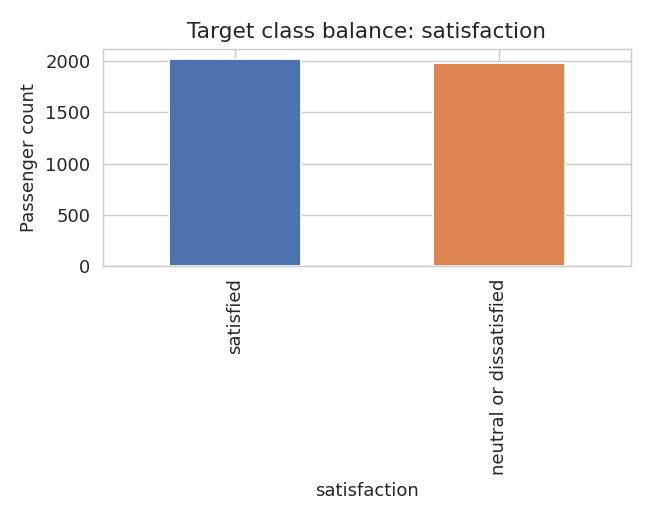 Target class balance: satisfaction
Passenger count
2000
1500
1000
500
0
satisfied
neutral or dissatisfied
satisfaction